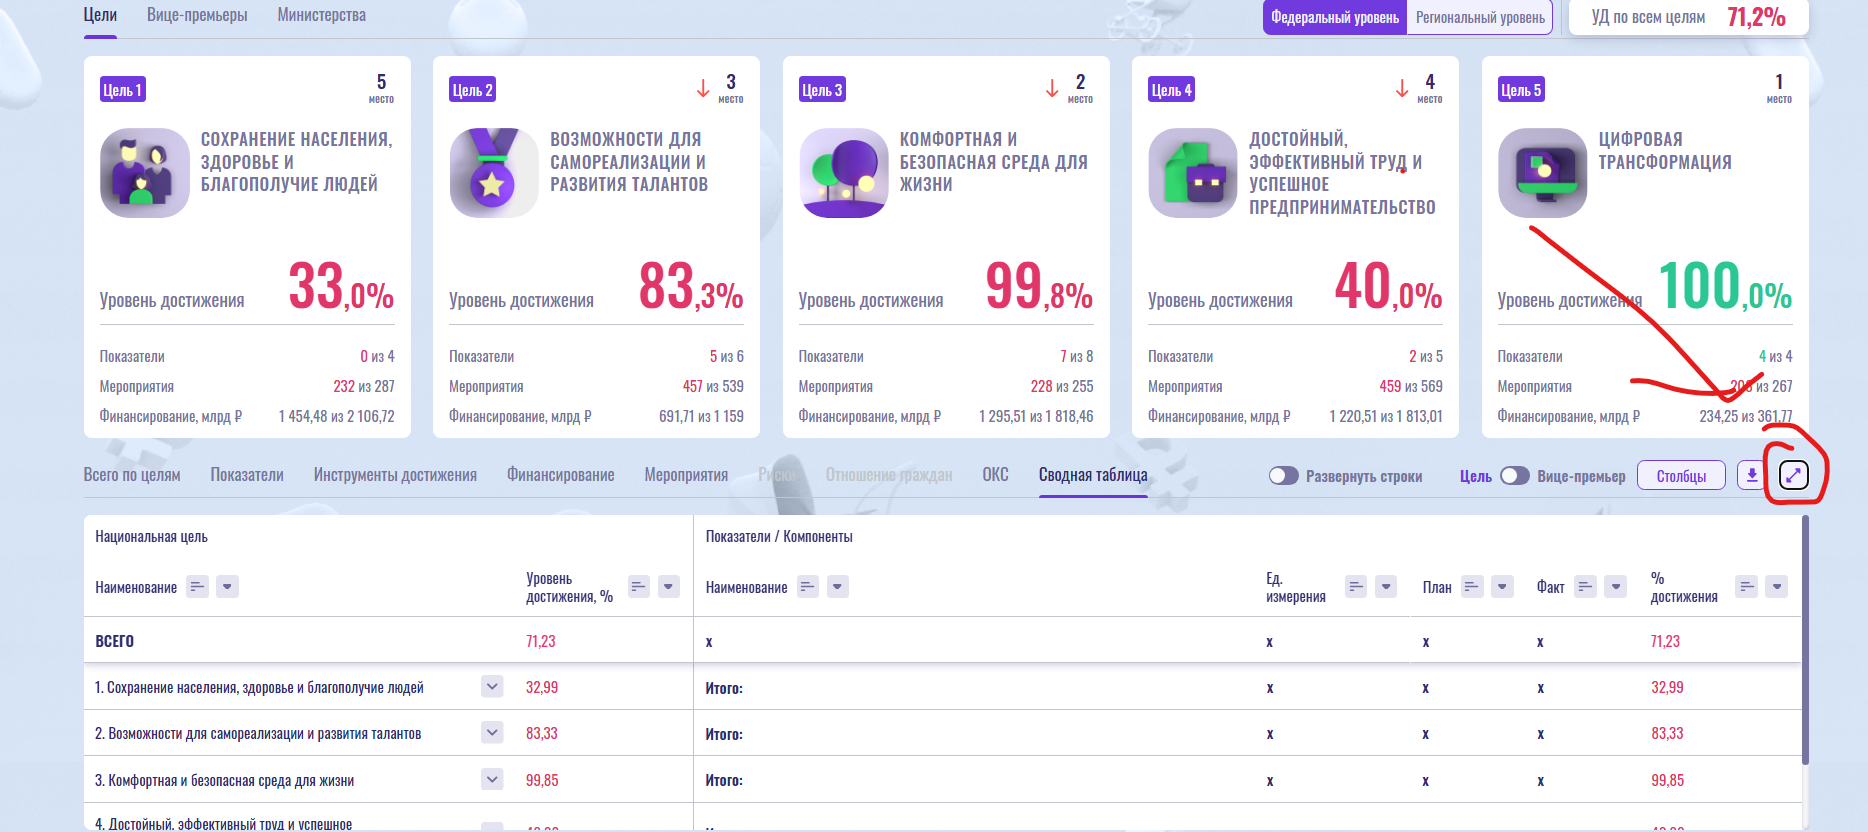 Цели Вице-премьеры Министерства Федеральный уровень Региональный уровень УД по всем целям 71,2%
Цель 1 5 место
СОХРАНЕНИЕ НАСЕЛЕНИЯ,
ЗДОРОВЬЕ И
БЛАГОПОЛУЧИЕ ЛЮДЕЙ
Уровень достижения 33,0%
Показатели 0 из 4
Мероприятия 232 из 287
Финансирование, млрд ₽ 1 454,48 из 2 106,72
Цель 2 3 место
ВОЗМОЖНОСТИ ДЛЯ
САМОРЕАЛИЗАЦИИ И
РАЗВИТИЯ ТАЛАНТОВ
Уровень достижения 83,3%
Показатели 5 из 6
Мероприятия 457 из 539
Финансирование, млрд ₽ 691,71 из 1 159
Цель 3 2 место
КОМФОРТНАЯ И
БЕЗОПАСНАЯ СРЕДА ДЛЯ
ЖИЗНИ
Уровень достижения 99,8%
Показатели 7 из 8
Мероприятия 228 из 255
Финансирование, млрд ₽ 1 295,51 из 1 818,46
Цель 4 4 место
ДОСТОЙНЫЙ,
ЭФФЕКТИВНЫЙ ТРУД И
УСПЕШНОЕ
ПРЕДПРИНИМАТЕЛЬСТВО
Уровень достижения 40,0%
Показатели 2 из 5
Мероприятия 459 из 569
Финансирование, млрд ₽ 1 220,51 из 1 813,01
Цель 5 1 место
ЦИФРОВАЯ
ТРАНСФОРМАЦИЯ
Уровень достижения 100,0%
Показатели 4 из 4
Мероприятия из 267
Финансирование, млрд ₽ 234,25 из 361,77
Всего по целям Показатели Инструменты достижения Финансирование Мероприятия Риски Отношение граждан ОКС Сводная таблица Развернуть строки Цель Вице-премьер Столбцы
Национальная цель Показатели / Компоненты
Наименование Уровень достижения, % Наименование Ед. измерения План Факт % достижения
ВСЕГО 71,23 x x x x 71,23
1. Сохранение населения, здоровье и благополучие людей 32,99 Итого: x x x 32,99
2. Возможности для самореализации и развития талантов 83,33 Итого: x x x 83,33
3. Комфортная и безопасная среда для жизни 99,85 Итого: x x x 99,85
4. Достойный, эффективный труд и успешное